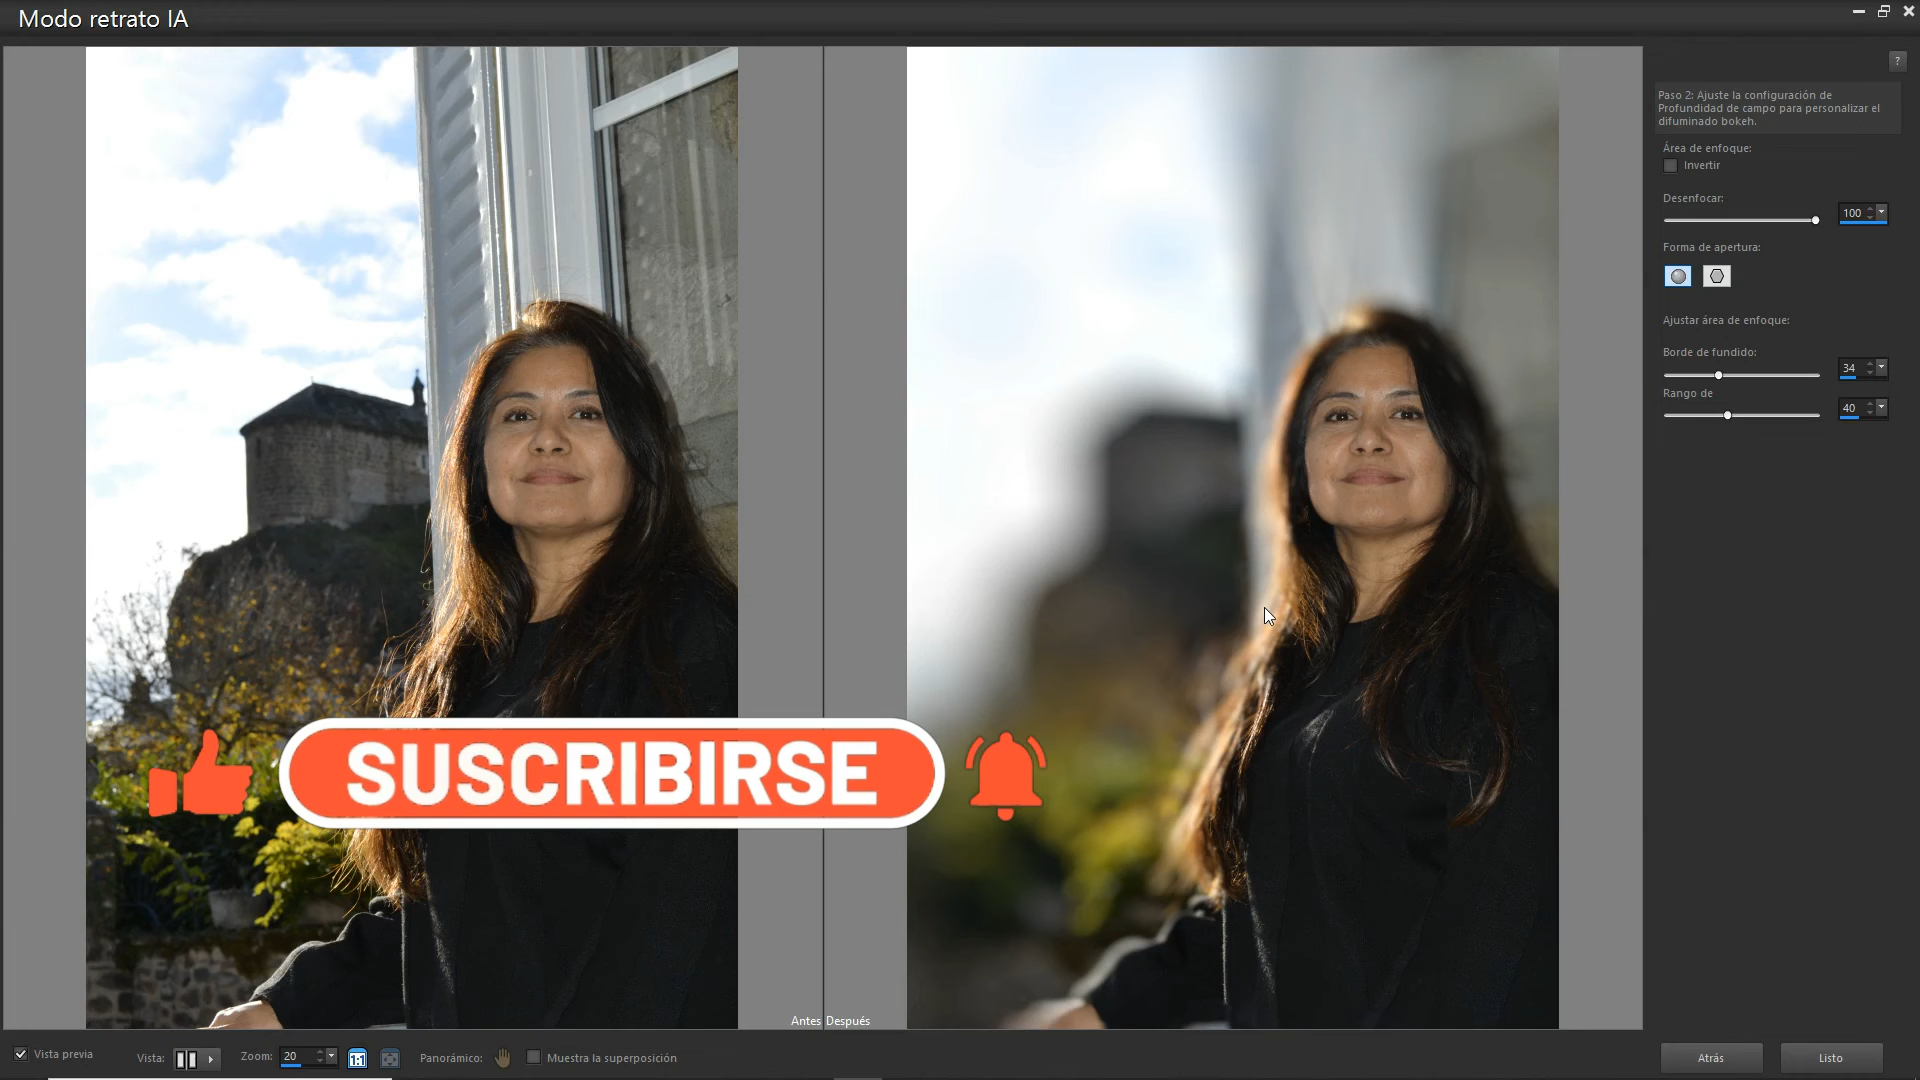 Modo retrato IA
?
Paso 2: Ajuste la configuración de
Profundidad de campo para personalizar el
difuminado bokeh.
Área de enfoque:
Invertir
Desenfocar:
100
Forma de apertura:
Ajustar área de enfoque:
Borde de fundido:
34
Rango de
40
SUSCRIBIRSE
Antes Después
Vista previa
Vista:
Zoom: 20
1:1
Panorámico:
Muestra la superposición
Atrás
Listo